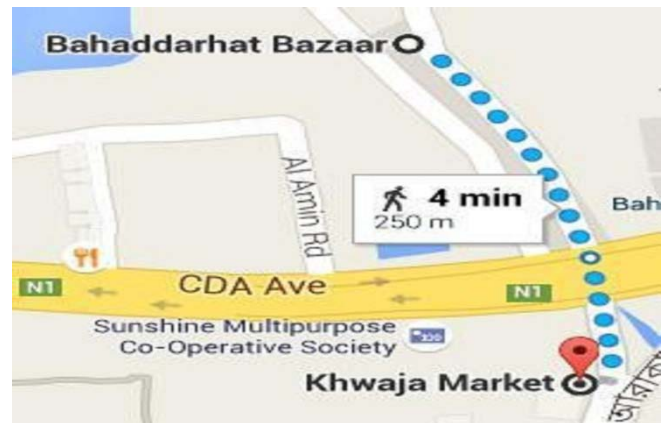 Bahaddarhat Bazaar
Al Amin Rd
4 min
250 m
Bah
CDA Ave
N1
N1
Sunshine Multipurpose
Co-Operative Society
Khwaja Market